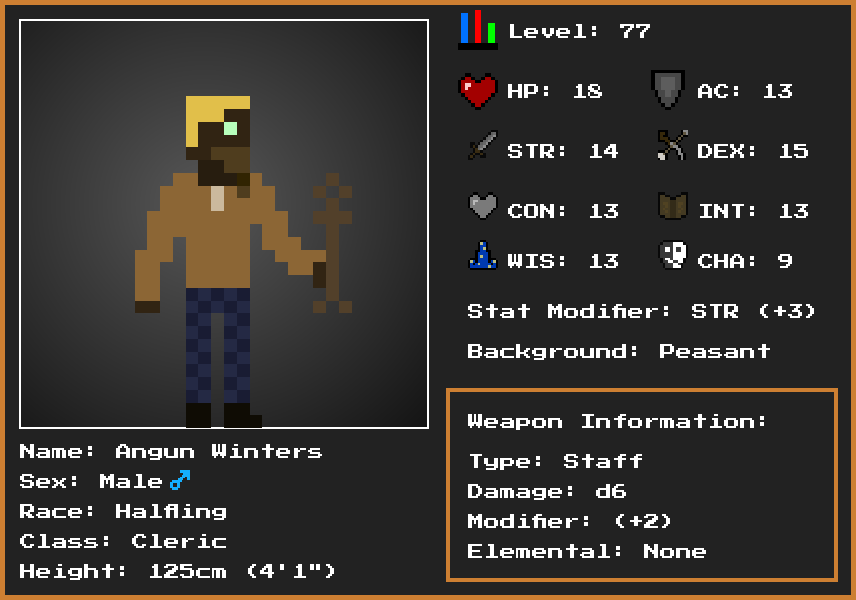 Level: 77
HP: 18
AC: 13
STR: 14
DEX: 15
CON: 13
INT: 13
WIS: 13
CHA: 9
Stat Modifier: STR (+3)
Background: Peasant
Weapon Information:
Type: Staff
Damage: d6
Modifier: (+2)
Elemental: None
Name: Angun Winters
Sex: Male ♂
Race: Halfling
Class: Cleric
Height: 125cm (4'1")